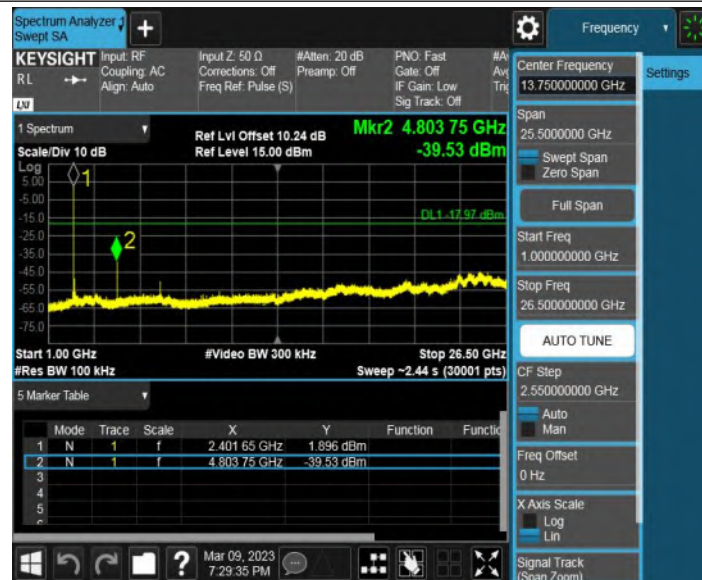 Spectrum Analyzer 1
Swept SA
+
Frequency
KEYSIGHT
RL
LXI
Input: RF
Coupling: AC
Align: Auto
Input Z: 50 Ω
Corrections: Off
Freq Ref: Pulse (S)
#Atten: 20 dB
Preamp: Off
PNO: Fast
Gate: Off
IF Gain: Low
Sig Track: Off
1 Spectrum
Scale/Div 10 dB
Ref Lvl Offset 10.24 dB
Ref Level 15.00 dBm
Mkr2 4.803 75 GHz
-39.53 dBm
Log
5.00
-5.00
-15.0
-25.0
-35.0
-45.0
-55.0
-65.0
-75.0
1
2
DL1 -17.97 dBm
Start 1.00 GHz
#Video BW 300 kHz
Stop 26.50 GHz
#Res BW 100 kHz
Sweep ~2.44 s (30001 pts)
5 Marker Table
Mode Trace Scale X Y Function
1 N 1 f 2.401 65 GHz 1.896 dBm
2 N 1 f 4.803 75 GHz -39.53 dBm
3
4
5
Mar 09, 2023
7:29:35 PM
?
Center Frequency
13.750000000 GHz
Settings
Span
25.5000000 GHz
Swept Span
Zero Span
Full Span
Start Freq
1.000000000 GHz
Stop Freq
26.500000000 GHz
AUTO TUNE
CF Step
2.550000000 GHz
Auto
Man
Freq Offset
0 Hz
X Axis Scale
Log
Lin
Signal Track
(Span Zoom)